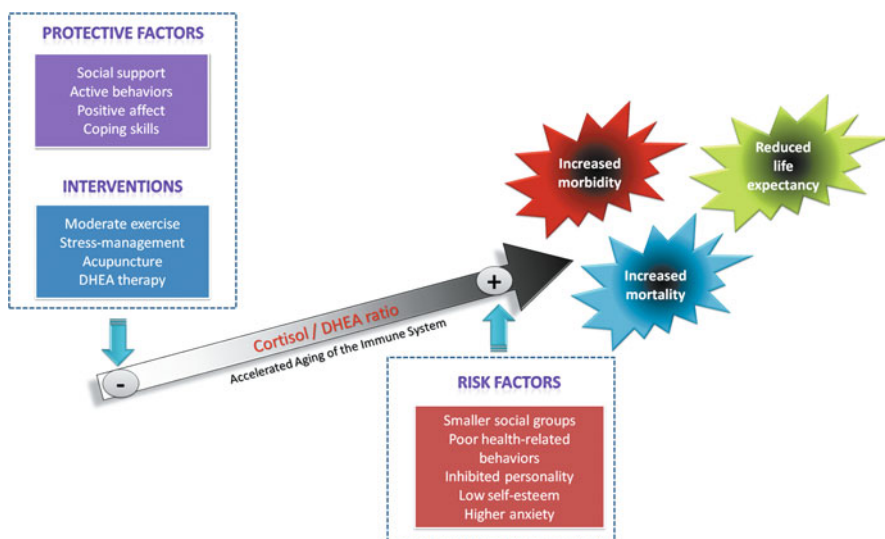 PROTECTIVE FACTORS
Social support
Active behaviors
Positive affect
Coping skills
INTERVENTIONS
Moderate exercise
Stress-management
Acupuncture
DHEA therapy
Increased
morbidity
Reduced
life
expectancy
Increased
mortality
+
Cortisol / DHEA ratio
Accelerated Aging of the Immune System
-
RISK FACTORS
Smaller social groups
Poor health-related
behaviors
Inhibited personality
Low self-esteem
Higher anxiety